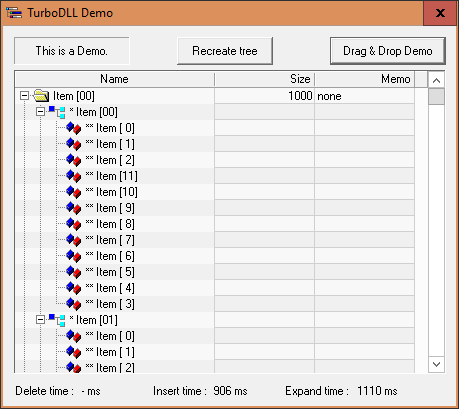 TurboDLL Demo
This is a Demo. Recreate tree Drag & Drop Demo
Name Size Memo
Item [00] 1000 none
* Item [00]
** Item [ 0]
** Item [ 1]
** Item [ 2]
** Item [11]
** Item [10]
** Item [ 9]
** Item [ 8]
** Item [ 7]
** Item [ 6]
** Item [ 5]
** Item [ 4]
** Item [ 3]
* Item [01]
** Item [ 0]
** Item [ 1]
** Item [ 2]
Delete time : - ms Insert time : 906 ms Expand time : 1110 ms